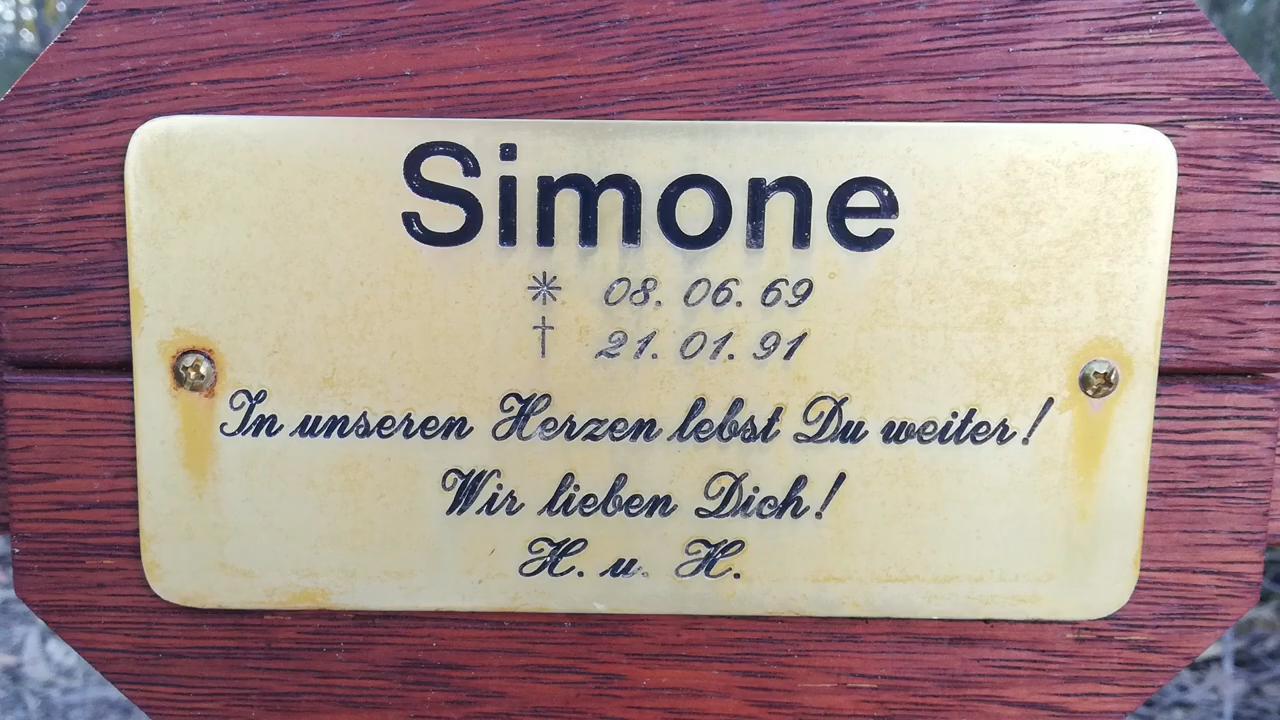 Simone
* 08. 06. 69
† 21. 01. 91
In unseren Herzen lebst Du weiter!
Wir lieben Dich!
H. u. H.